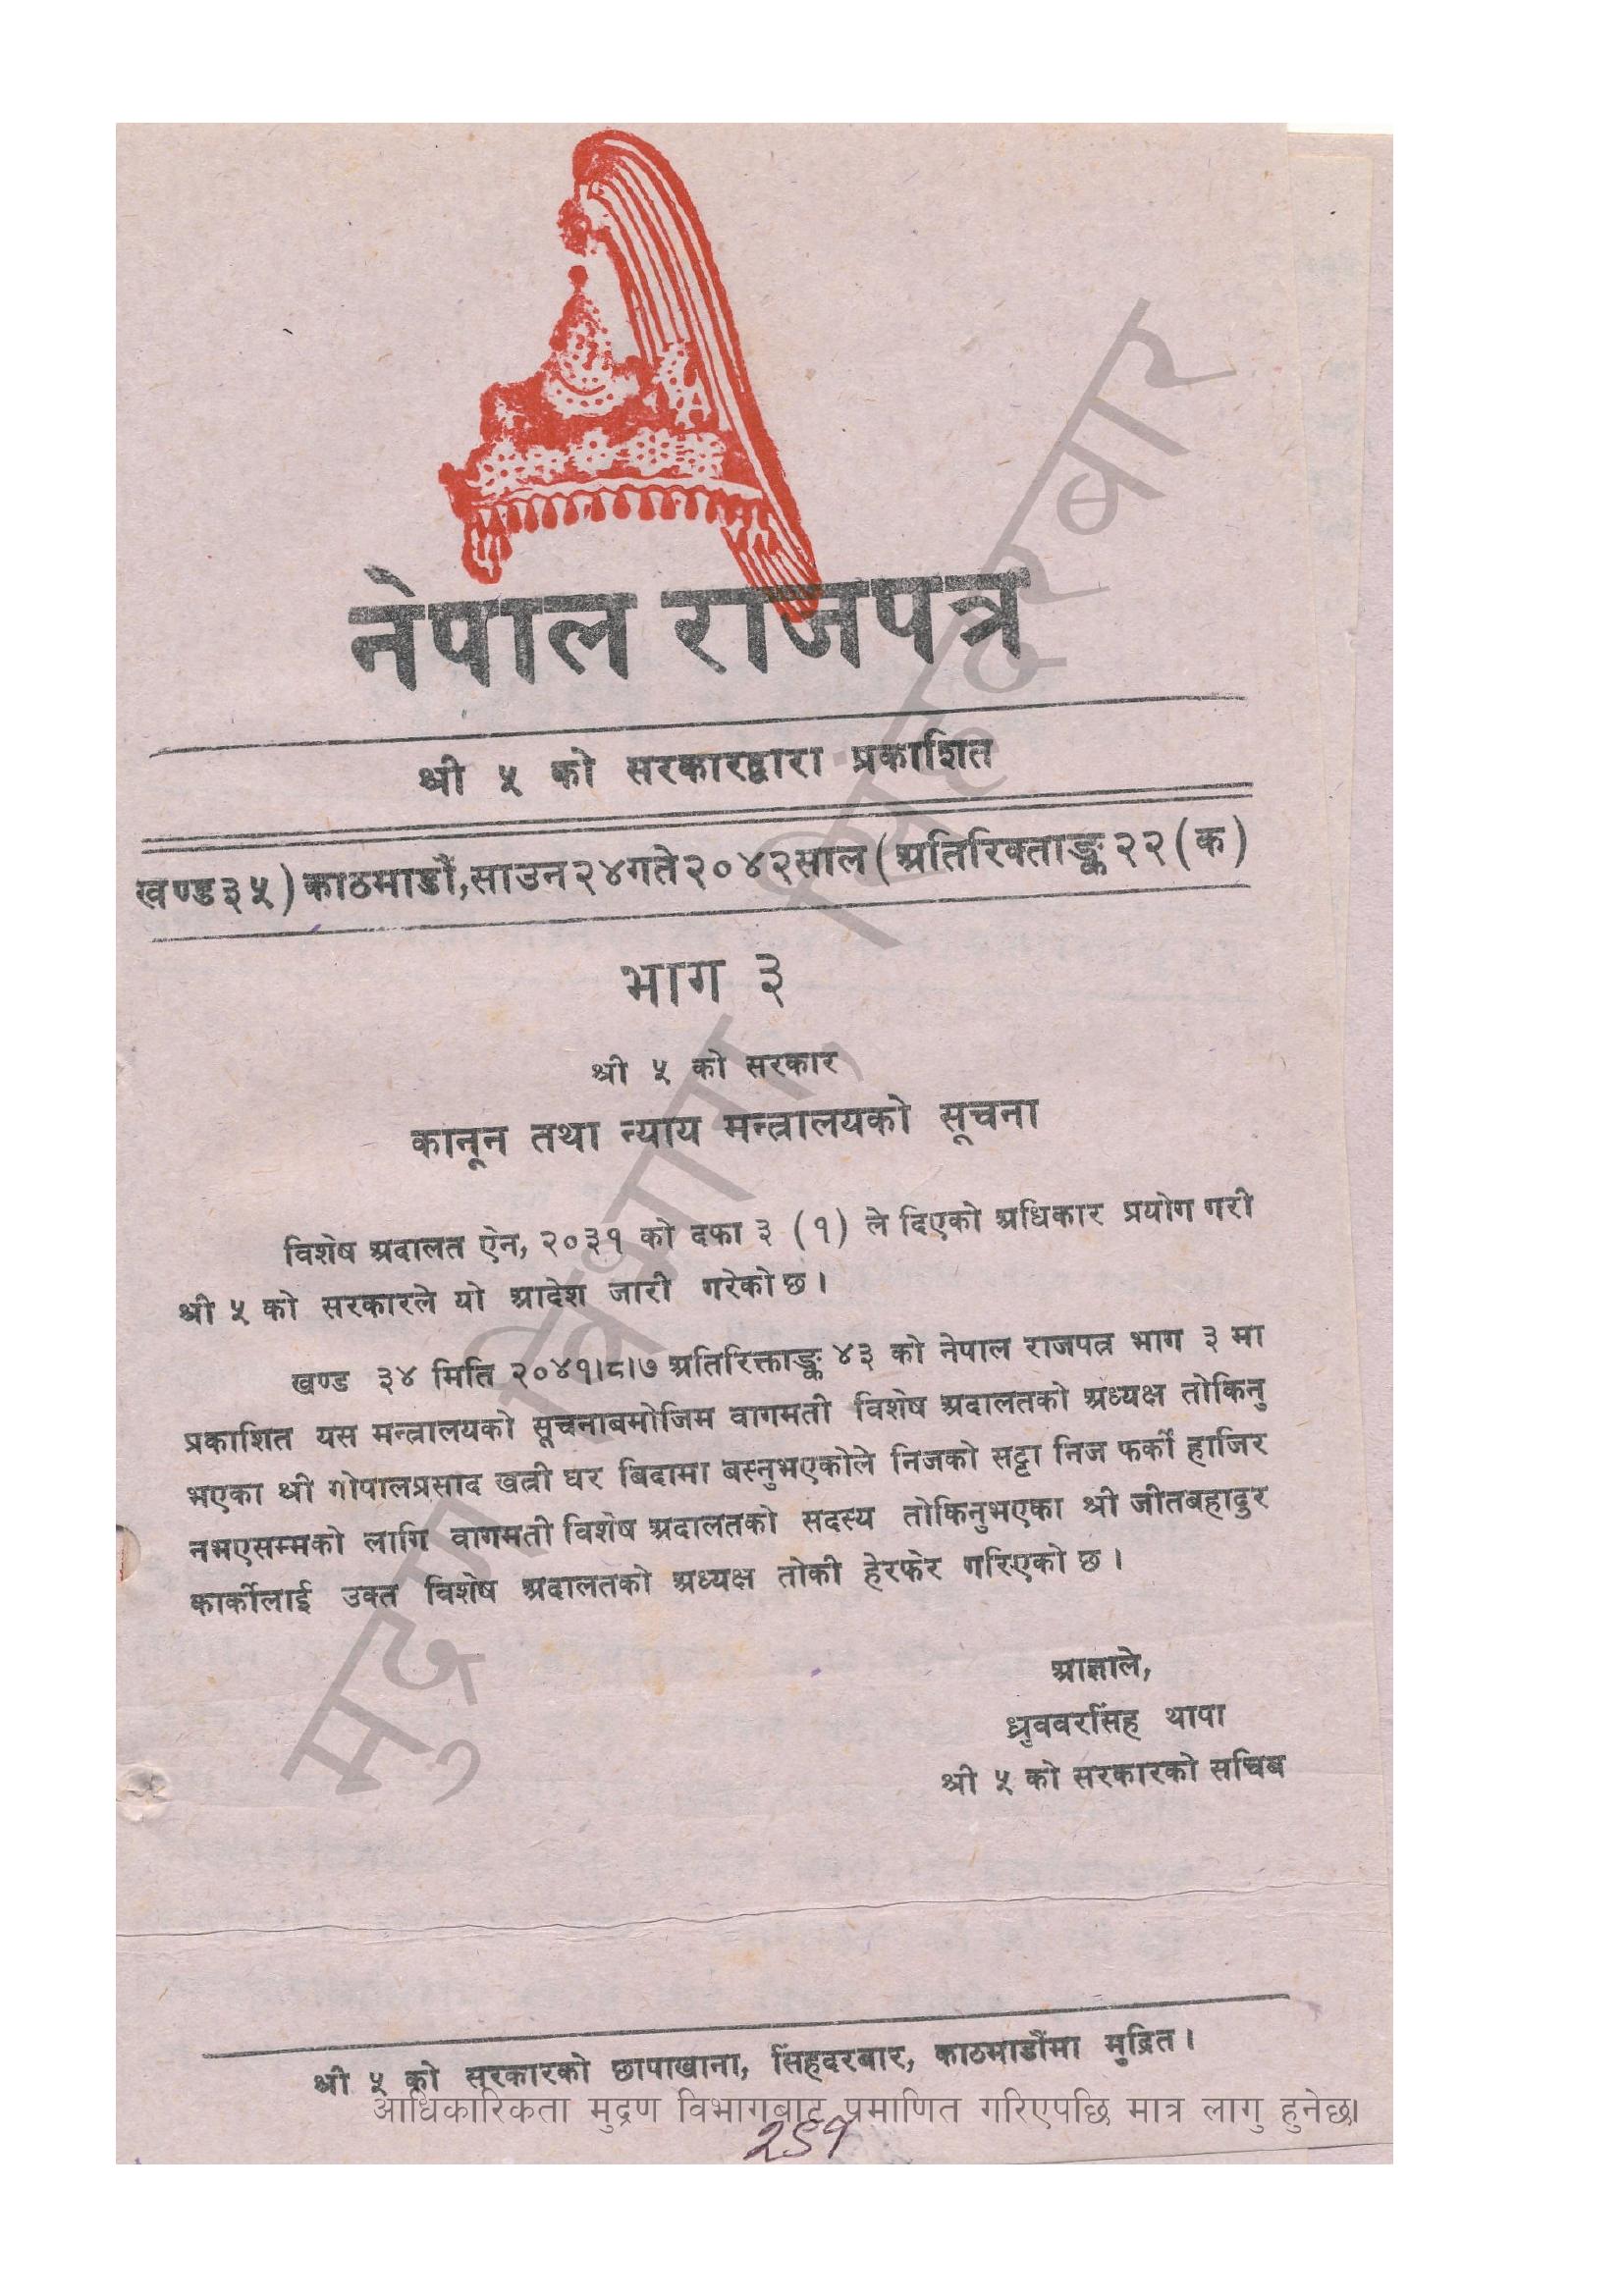 नेपाल राजपत्र
श्री ५ को सरकारद्वारा प्रकाशित
खण्ड ३५) काठमाडौं, साउन २४ गते २०४२ साल (अतिरिक्ताङ्क २२ (क)
भाग ३
श्री ५ को सरकार
कानून तथा न्याय मन्त्रालयको सूचना
विशेष अदालत ऐन, २०३१ को दफा ३ (१) ले दिएको अधिकार प्रयोग गरी
श्री ५ को सरकारले यो आदेश जारी गरेको छ ।
खण्ड ३४ मिति २०४१।८।७ अतिरिक्ताङ्क ४३ को नेपाल राजपत्र भाग ३ मा
प्रकाशित यस मन्त्रालयको सूचनाबमोजिम वागमती विशेष अदालतको अध्यक्ष तोकिनु
भएका श्री गोपालप्रसाद खत्री घर बिदामा बस्नुभएकोले निजको सट्टा निज फर्की हाजिर
नभएसम्मको लागि वागमती विशेष अदालतको सदस्य तोकिनुभएका श्री जीतबहादुर
कार्कीलाई उक्त विशेष अदालतको अध्यक्ष तोकी हेरफेर गरिएको छ ।
आज्ञाले,
ध्रुववरसिंह थापा
श्री ५ को सरकारको सचिब
श्री ५ को सरकारको छापाखाना, सिंहदरबार, काठमाडौंमा मुद्रित ।
आधिकारिकता मुद्रण विभागबाट प्रमाणित गरिएपछि मात्र लागु हुनेछ।
मुद्रण विभाग, सिंहदरबार